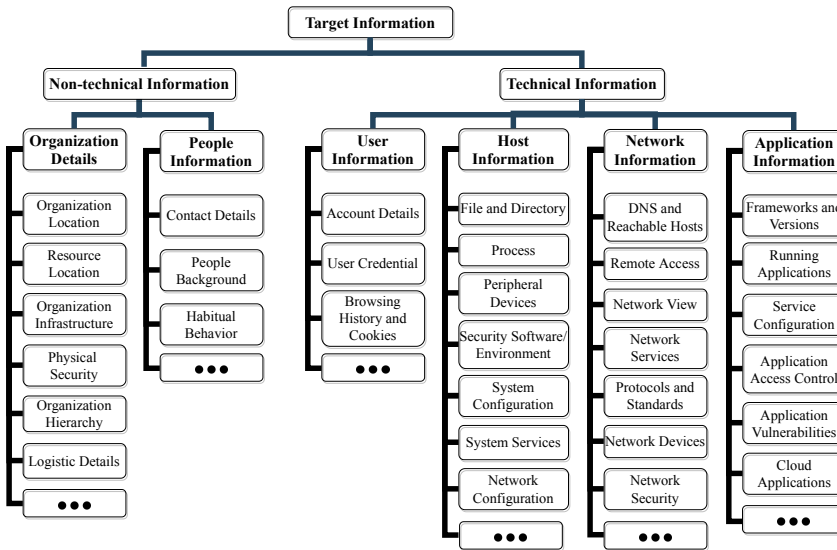 Target Information
Non-technical Information
Technical Information
Organization
Details
People
Information
User
Information
Host
Information
Network
Information
Application
Information
Organization
Location
Resource
Location
Organization
Infrastructure
Physical
Security
Organization
Hierarchy
Logistic Details
●●●
Contact Details
People
Background
Habitual
Behavior
●●●
Account Details
User Credential
Browsing
History and
Cookies
●●●
File and Directory
Process
Peripheral
Devices
Security Software/
Environment
System
Configuration
System Services
Network
Configuration
●●●
DNS and
Reachable Hosts
Remote Access
Network View
Network
Services
Protocols and
Standards
Network Devices
Network
Security
●●●
Frameworks and
Versions
Running
Applications
Service
Configuration
Application
Access Control
Application
Vulnerabilities
Cloud
Applications
●●●